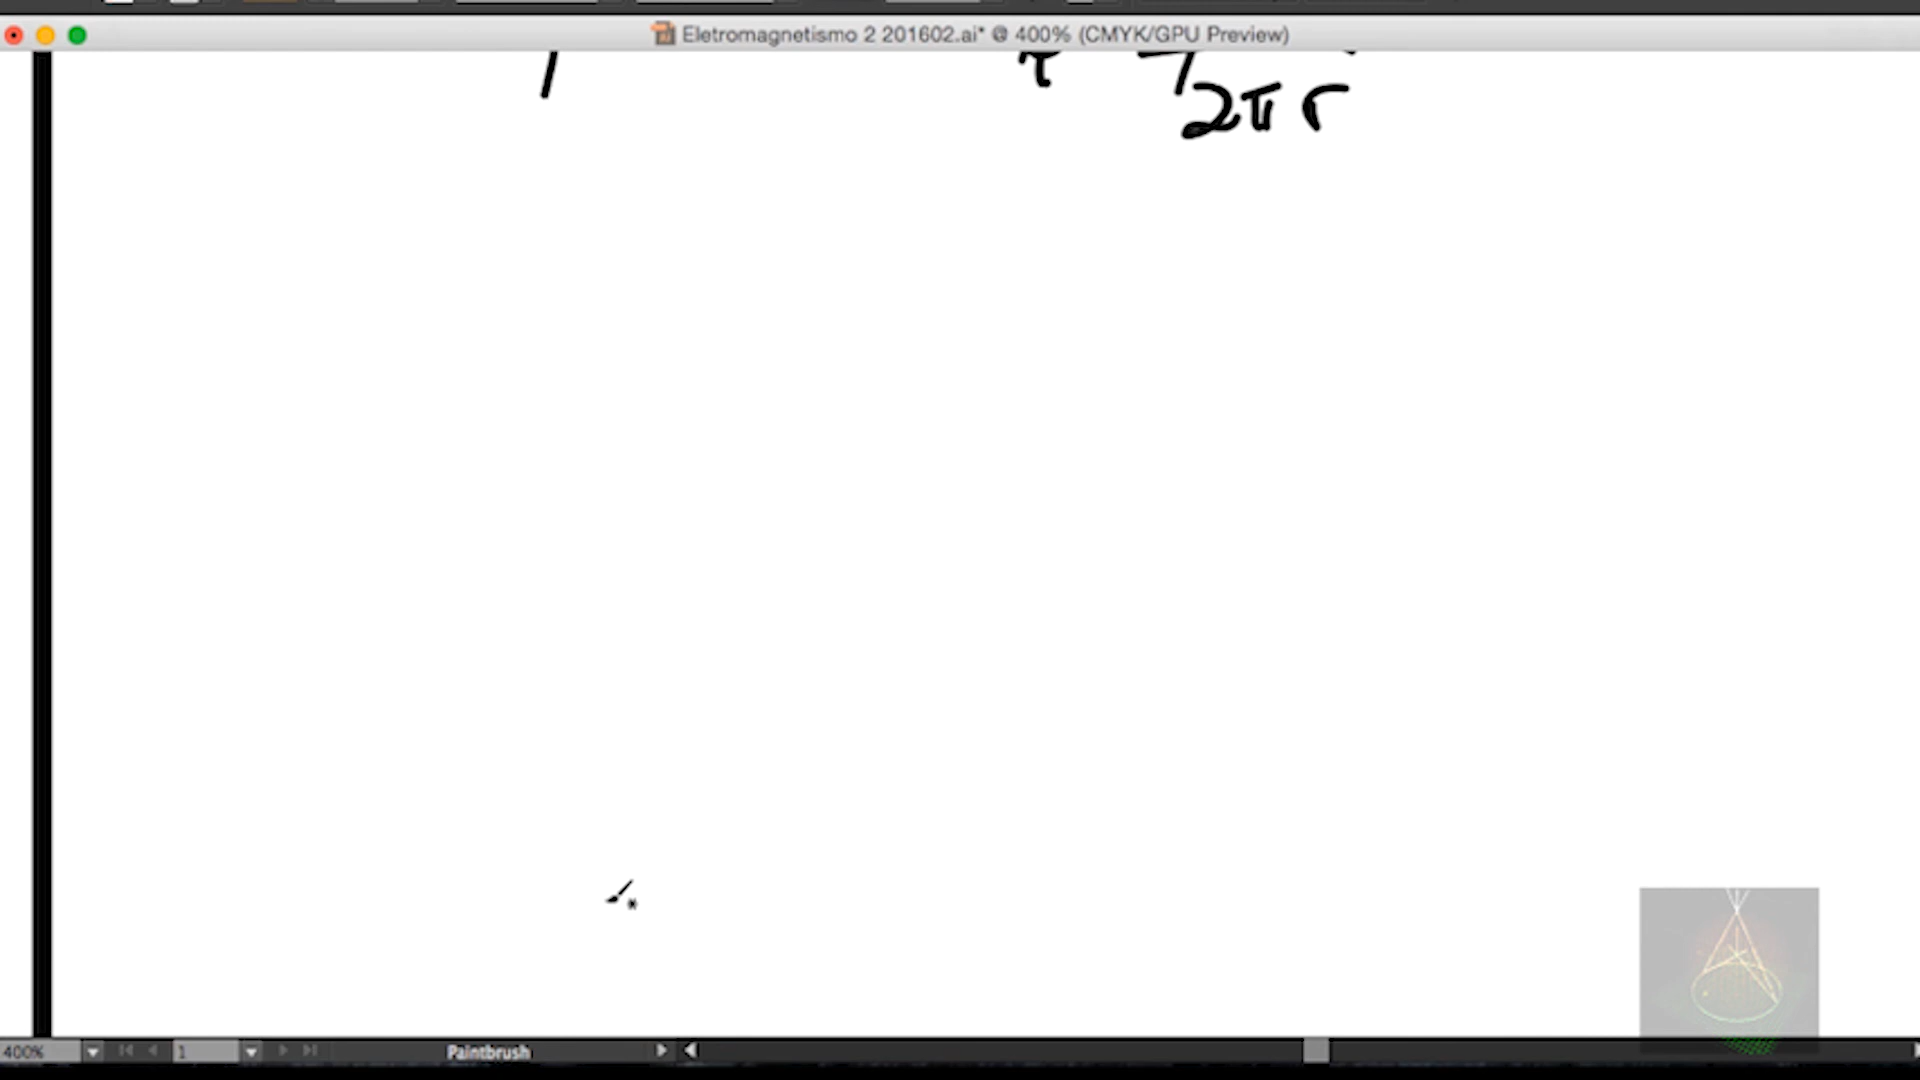 Eletromagnetismo 2 201602.ai* @ 400% (CMYK/GPU Preview)
2π r
400%
1
Paintbrush